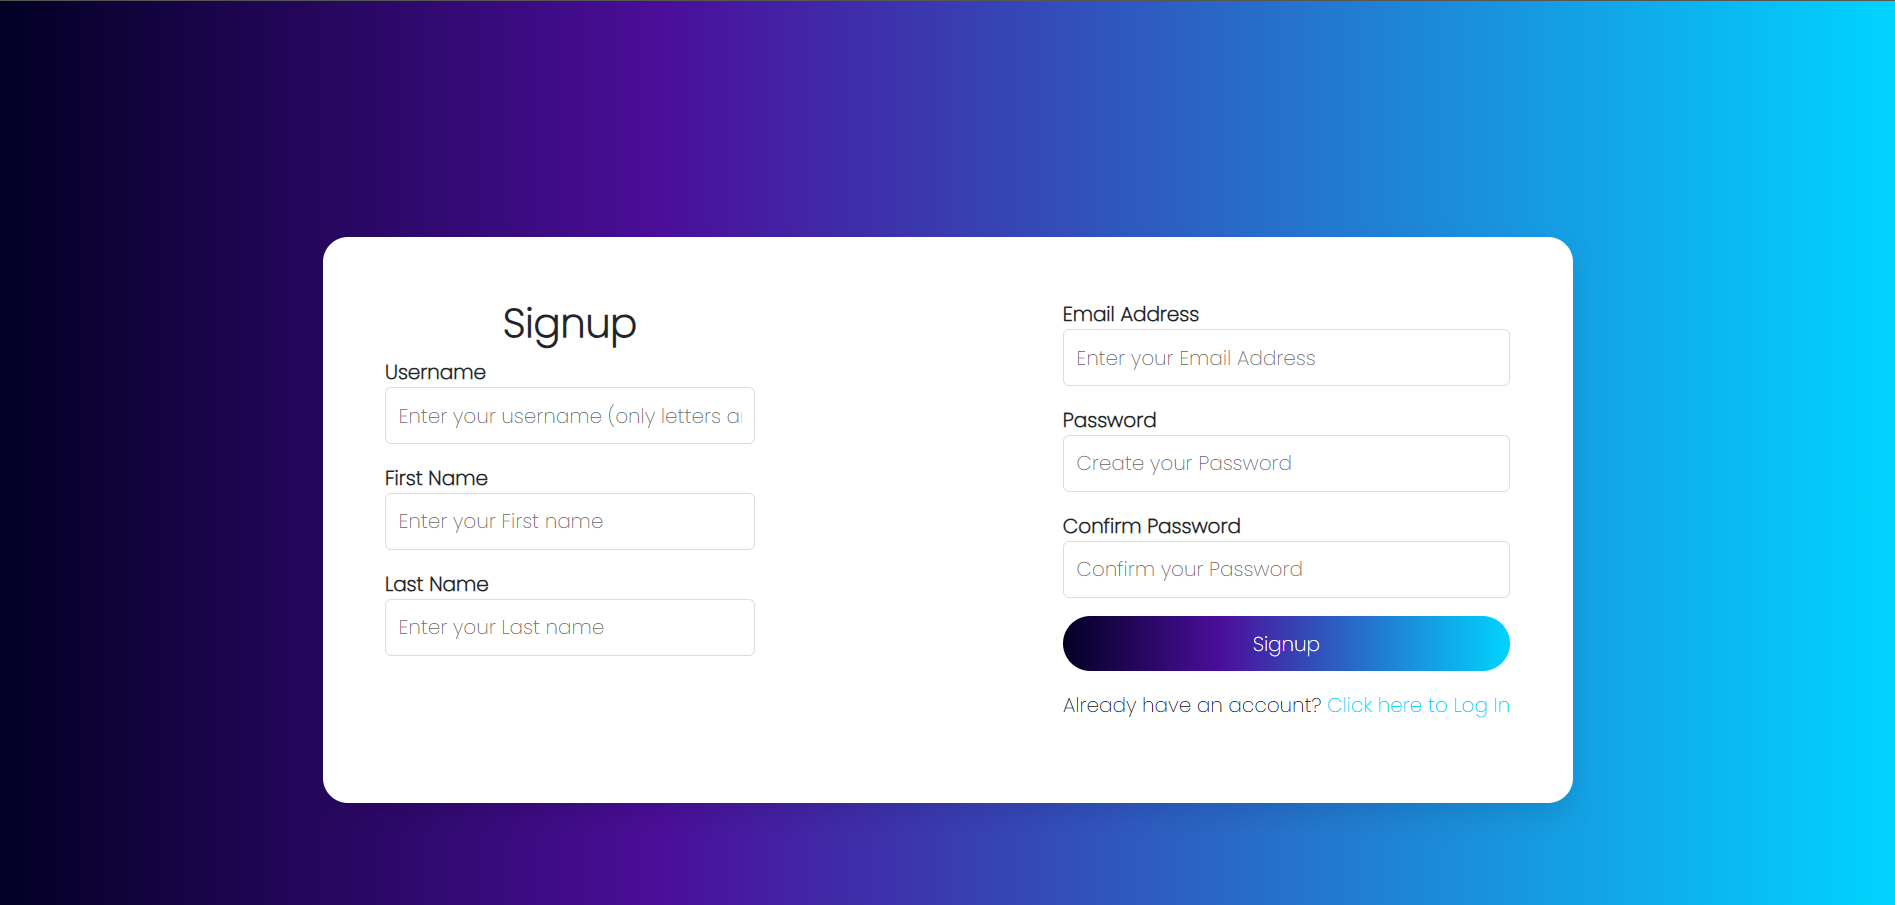 Signup
Username
Enter your username (only letters a
First Name
Enter your First name
Last Name
Enter your Last name
Email Address
Enter your Email Address
Password
Create your Password
Confirm Password
Confirm your Password
Signup
Already have an account? Click here to Log In